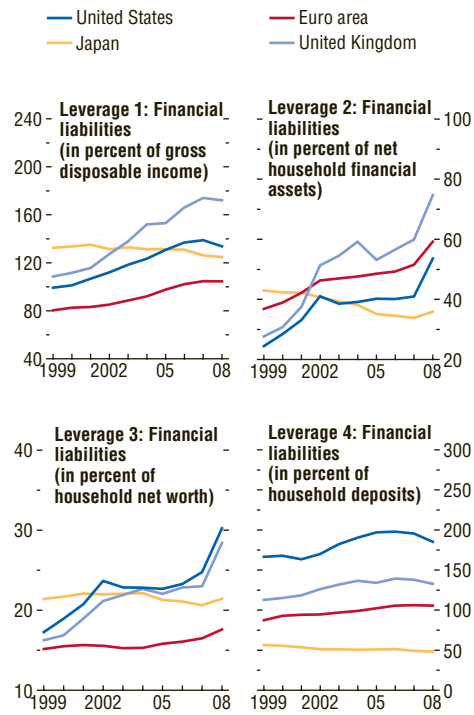 United States
Euro area
Japan
United Kingdom
Leverage 1: Financial
liabilities
(in percent of gross
disposable income)
240
200
160
120
80
40
1999
2002
05
08
Leverage 2: Financial
liabilities
(in percent of net
household financial
assets)
100
80
60
40
20
1999
2002
05
08
Leverage 3: Financial
liabilities
(in percent of
household net worth)
40
30
20
10
1999
2002
05
08
Leverage 4: Financial
liabilities
(in percent of
household deposits)
300
250
200
150
100
50
0
1999
2002
05
08